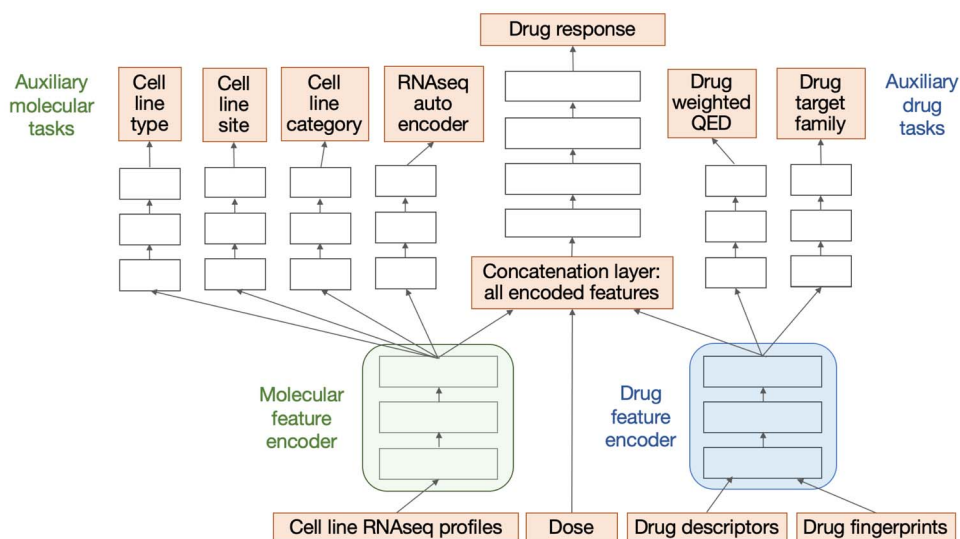 Drug response
Auxiliary
molecular
tasks
Cell
line
type
Cell
line
site
Cell
line
category
RNAseq
auto
encoder
Drug
weighted
QED
Drug
target
family
Auxiliary
drug
tasks
Concatenation layer:
all encoded features
Molecular
feature
encoder
Drug
feature
encoder
Cell line RNAseq profiles
Dose
Drug descriptors
Drug fingerprints